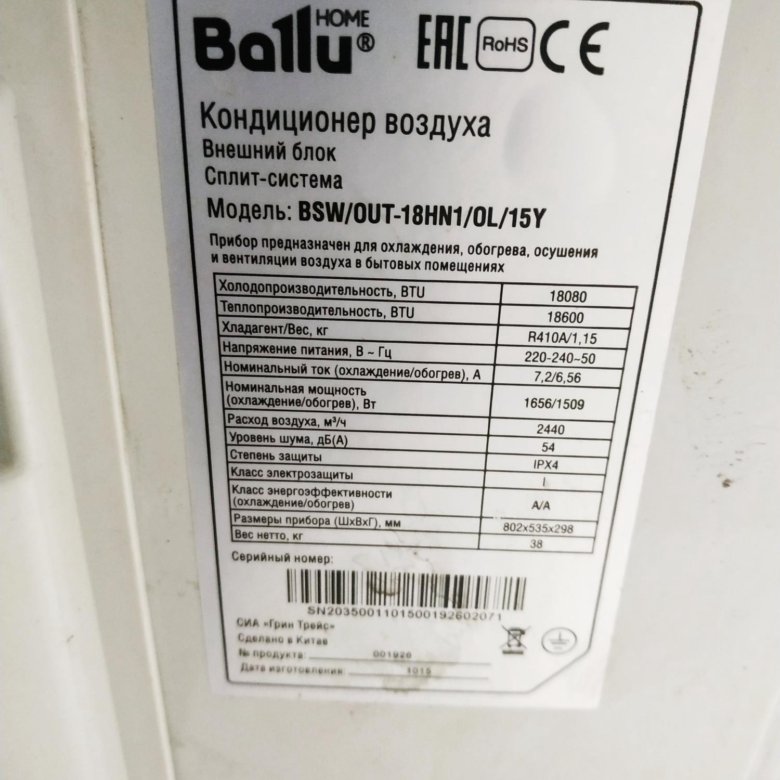 Ballu® HOME EAC RoHS CE
Кондиционер воздуха
Внешний блок
Сплит-система
Модель: BSW/OUT-18HN1/OL/15Y
Прибор предназначен для охлаждения, обогрева, осушения
и вентиляции воздуха в бытовых помещениях
Холодопроизводительность, BTU 18080
Теплопроизводительность, BTU 18600
Хладагент/Вес, кг R410A/1,15
Напряжение питания, В ~ Гц 220-240~50
Номинальный ток (охлаждение/обогрев), А 7,2/6,56
Номинальная мощность
(охлаждение/обогрев), Вт 1656/1509
Расход воздуха, м³/ч 2440
Уровень шума, дБ(А) 54
Степень защиты IPX4
Класс электрозащиты I
Класс энергоэффективности
(охлаждение/обогрев) А/А
Размеры прибора (ШхВхГ), мм 802x535x298
Вес нетто, кг 38
Серийный номер:
SN2035001101500192602071
СИА «Грин Трейс»
Сделано в Китае
№ продукта: 001926
Дата изготовления: 1015